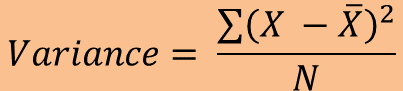 Variance = ∑(X − X̄)² / N